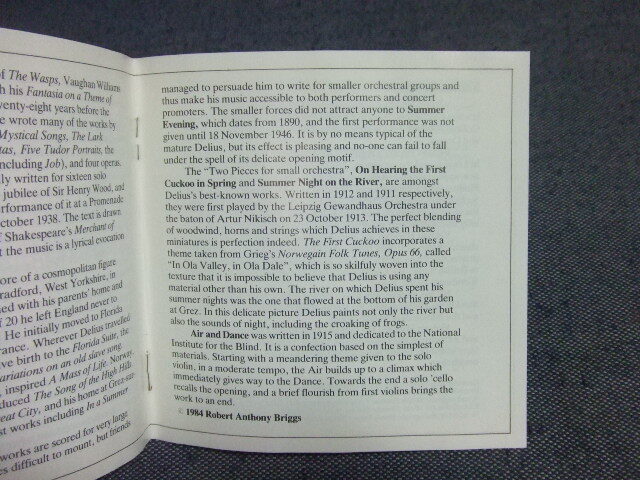 of The Wasps, Vaughan Williams
his Fantasia on a Theme of
twenty-eight years before the
wrote many of the works by
Mystical Songs, The Lark
Five Tudor Portraits, the
including Job), and four operas.
written for sixteen solo
jubilee of Sir Henry Wood, and
performance of it at a Promenade
October 1938. The text is drawn
Shakespeare's Merchant of
the music is a lyrical evocation
of a cosmopolitan figure
Bradford, West Yorkshire, in
with his parents' home and
of 20 he left England never to
He initially moved to Florida
France. Wherever Delius travelled
birth to the Florida Suite, the
variations on an old slave song.
inspired A Mass of Life. Norway,
The Song of the High Hills,
Great City, and his home at Grez-sur-
works including In a Summer
works are scored for very large
difficult to mount, but friends
managed to persuade him to write for smaller orchestral groups and
thus make his music accessible to both performers and concert
promoters. The smaller forces did not attract anyone to Summer
Evening, which dates from 1890, and the first performance was not
given until 18 November 1946. It is by no means typical of the
mature Delius, but its effect is pleasing and no-one can fail to fall
under the spell of its delicate opening motif.
The "Two Pieces for small orchestra", On Hearing the First
Cuckoo in Spring and Summer Night on the River, are amongst
Delius's best-known works. Written in 1912 and 1911 respectively,
they were first played by the Leipzig Gewandhaus Orchestra under
the baton of Artur Nikisch on 23 October 1913. The perfect blending
of woodwind, horns and strings which Delius achieves in these
miniatures is perfection indeed. The First Cuckoo incorporates a
theme taken from Grieg's Norwegain Folk Tunes, Opus 66, called
"In Ola Valley, in Ola Dale", which is so skilfuly woven into the
texture that it is impossible to believe that Delius is using any
material other than his own. The river on which Delius spent his
summer nights was the one that flowed at the bottom of his garden
at Grez. In this delicate picture Delius paints not only the river but
also the sounds of night, including the croaking of frogs.
Air and Dance was written in 1915 and dedicated to the National
Institute for the Blind. It is a confection based on the simplest of
materials. Starting with a meandering theme given to the solo
violin, in a moderate tempo, the Air builds up to a climax which
immediately gives way to the Dance. Towards the end a solo 'cello
recalls the opening, and a brief flourish from first violins brings the
work to an end.
© 1984 Robert Anthony Briggs